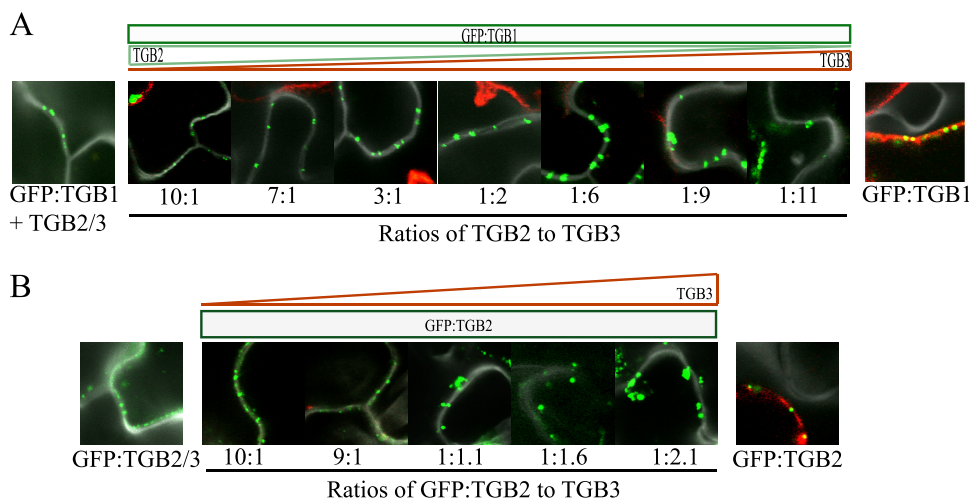 A
GFP:TGB1
TGB2
TGB3
GFP:TGB1
+ TGB2/3
10:1 7:1 3:1 1:2 1:6 1:9 1:11
GFP:TGB1
Ratios of TGB2 to TGB3
B
TGB3
GFP:TGB2
GFP:TGB2/3
10:1 9:1 1:1.1 1:1.6 1:2.1
GFP:TGB2
Ratios of GFP:TGB2 to TGB3